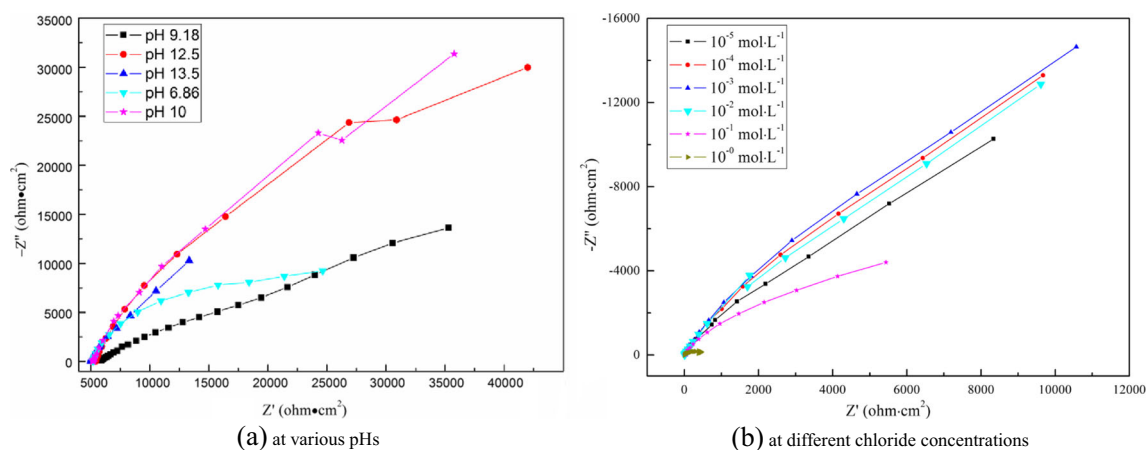 35000
30000
25000
20000
15000
10000
5000
0
−Z" (ohm•cm²)
pH 9.18
pH 12.5
pH 13.5
pH 6.86
pH 10
5000 10000 15000 20000 25000 30000 35000 40000
Z' (ohm•cm²)
(a) at various pHs
-16000
-12000
-8000
-4000
0
-Z" (ohm·cm²)
10⁻⁵ mol·L⁻¹
10⁻⁴ mol·L⁻¹
10⁻³ mol·L⁻¹
10⁻² mol·L⁻¹
10⁻¹ mol·L⁻¹
10⁻⁰ mol·L⁻¹
0 2000 4000 6000 8000 10000 12000
Z' (ohm·cm²)
(b) at different chloride concentrations